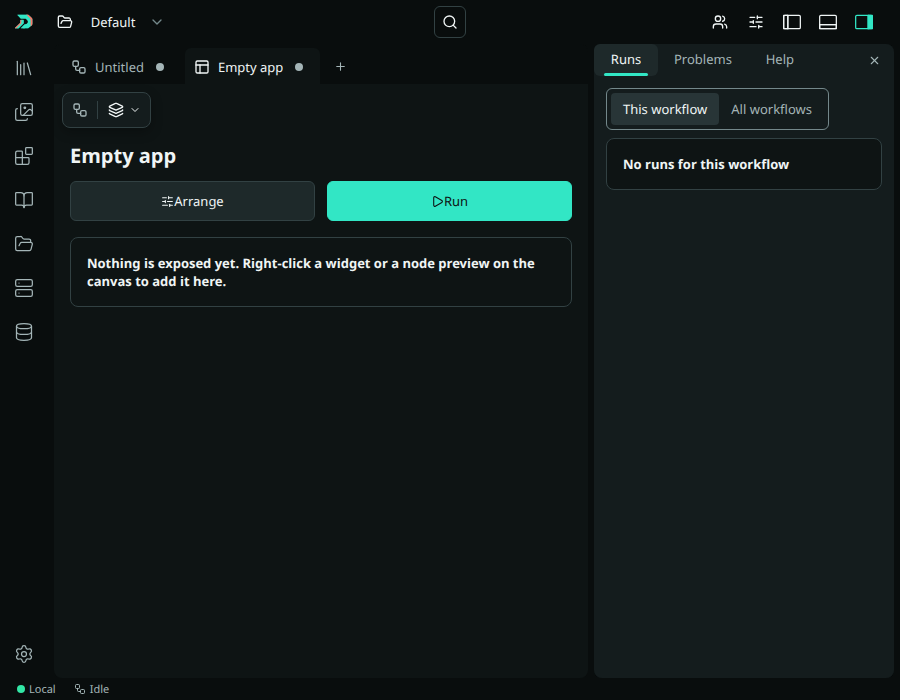 Default
Untitled
Empty app
Runs
Problems
Help
This workflow
All workflows
Empty app
No runs for this workflow
Arrange
Run
Nothing is exposed yet. Right-click a widget or a node preview on the
canvas to add it here.
Local
Idle